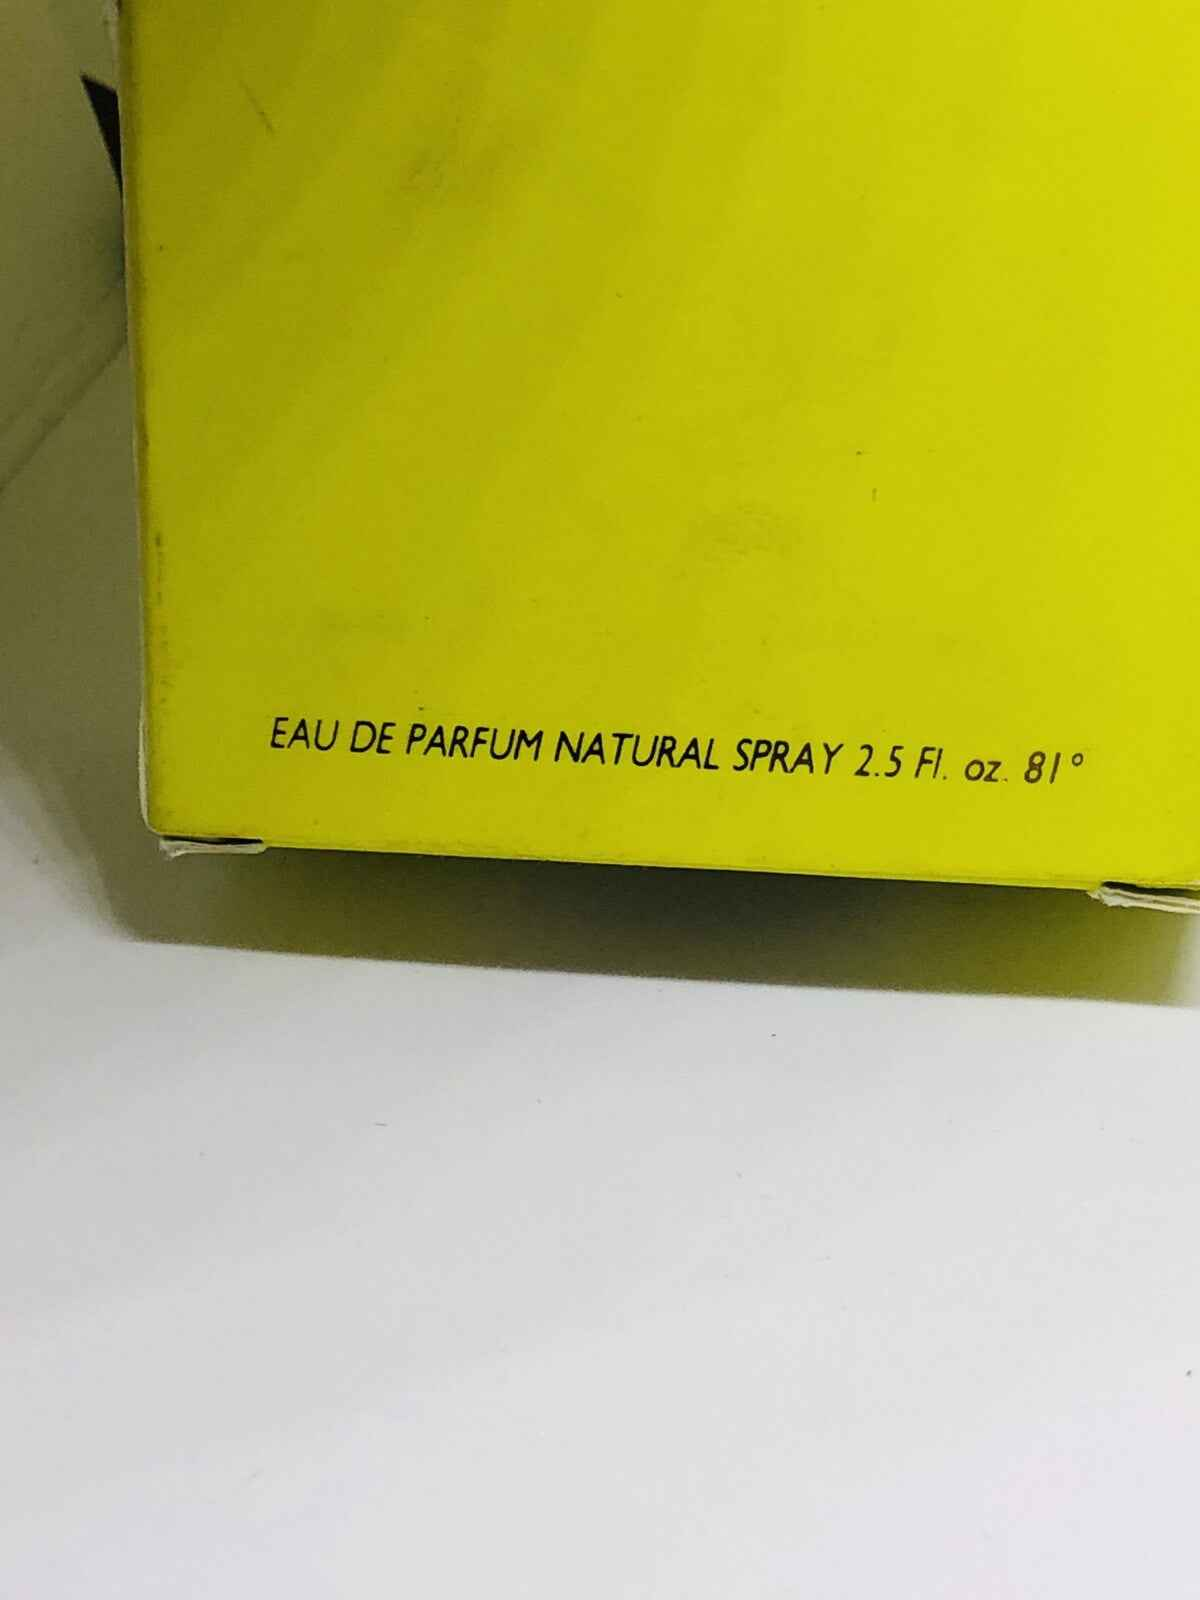 EAU DE PARFUM NATURAL SPRAY 2.5 Fl. oz. 81°